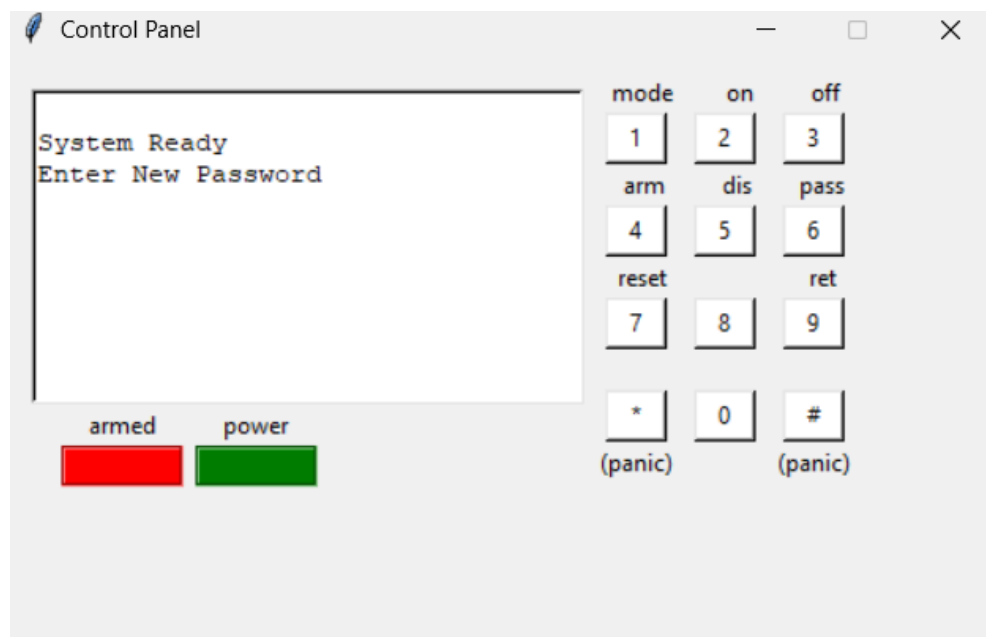 Control Panel
System Ready
Enter New Password
armed power
mode on off
1 2 3
arm dis pass
4 5 6
reset ret
7 8 9
* 0 #
(panic) (panic)